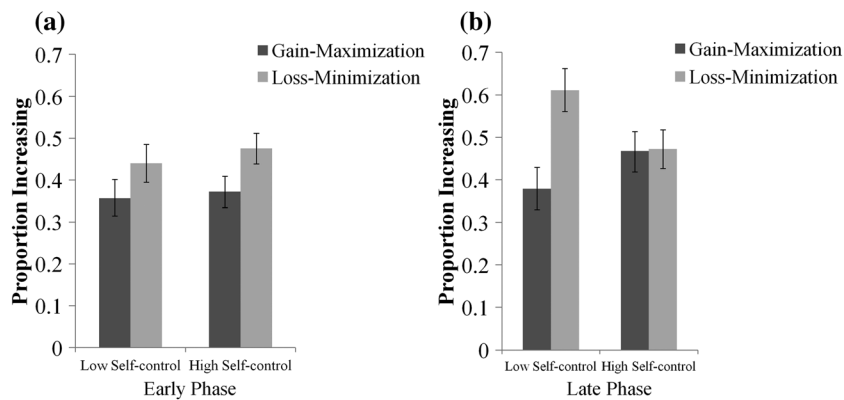 (a)
Proportion Increasing
0.7
0.6
0.5
0.4
0.3
0.2
0.1
0
Gain-Maximization
Loss-Minimization
Low Self-control
High Self-control
Early Phase
(b)
Proportion Increasing
0.7
0.6
0.5
0.4
0.3
0.2
0.1
0
Gain-Maximization
Loss-Minimization
Low Self-control
High Self-control
Late Phase